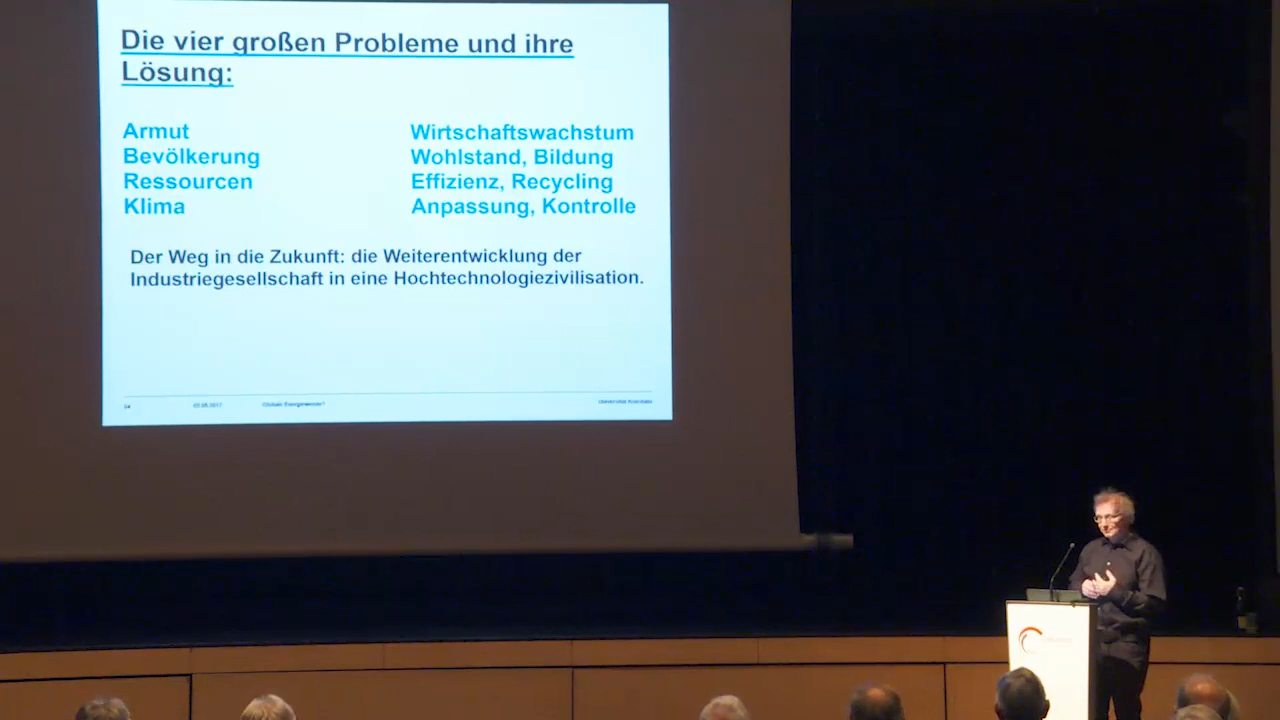 Die vier großen Probleme und ihre
Lösung:
Armut Wirtschaftswachstum
Bevölkerung Wohlstand, Bildung
Ressourcen Effizienz, Recycling
Klima Anpassung, Kontrolle
Der Weg in die Zukunft: die Weiterentwicklung der
Industriegesellschaft in eine Hochtechnologiezivilisation.